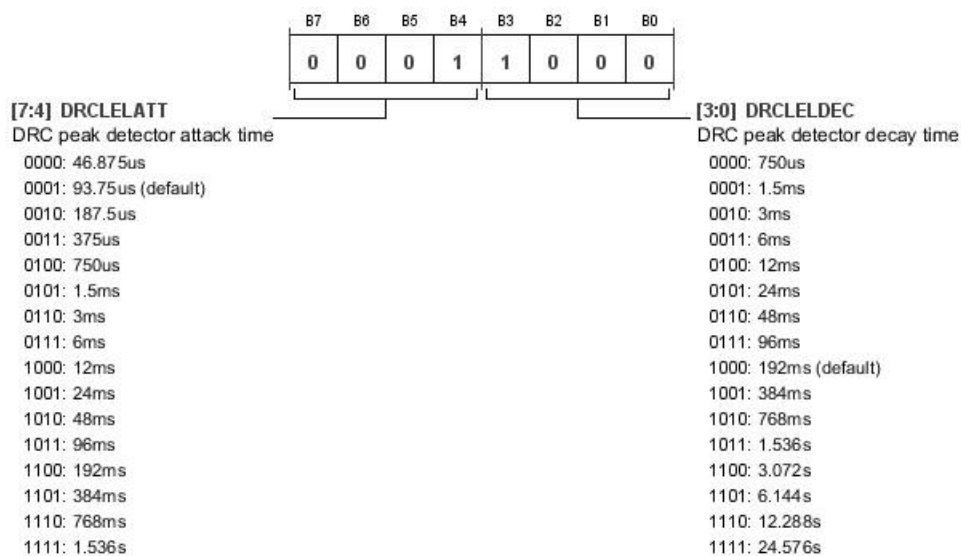 B7 B6 B5 B4 B3 B2 B1 B0
0 0 0 1 1 0 0 0
[7:4] DRCLELATT
DRC peak detector attack time
0000: 46.875us
0001: 93.75us (default)
0010: 187.5us
0011: 375us
0100: 750us
0101: 1.5ms
0110: 3ms
0111: 6ms
1000: 12ms
1001: 24ms
1010: 48ms
1011: 96ms
1100: 192ms
1101: 384ms
1110: 768ms
1111: 1.536s
[3:0] DRCLELDEC
DRC peak detector decay time
0000: 750us
0001: 1.5ms
0010: 3ms
0011: 6ms
0100: 12ms
0101: 24ms
0110: 48ms
0111: 96ms
1000: 192ms (default)
1001: 384ms
1010: 768ms
1011: 1.536s
1100: 3.072s
1101: 6.144s
1110: 12.288s
1111: 24.576s